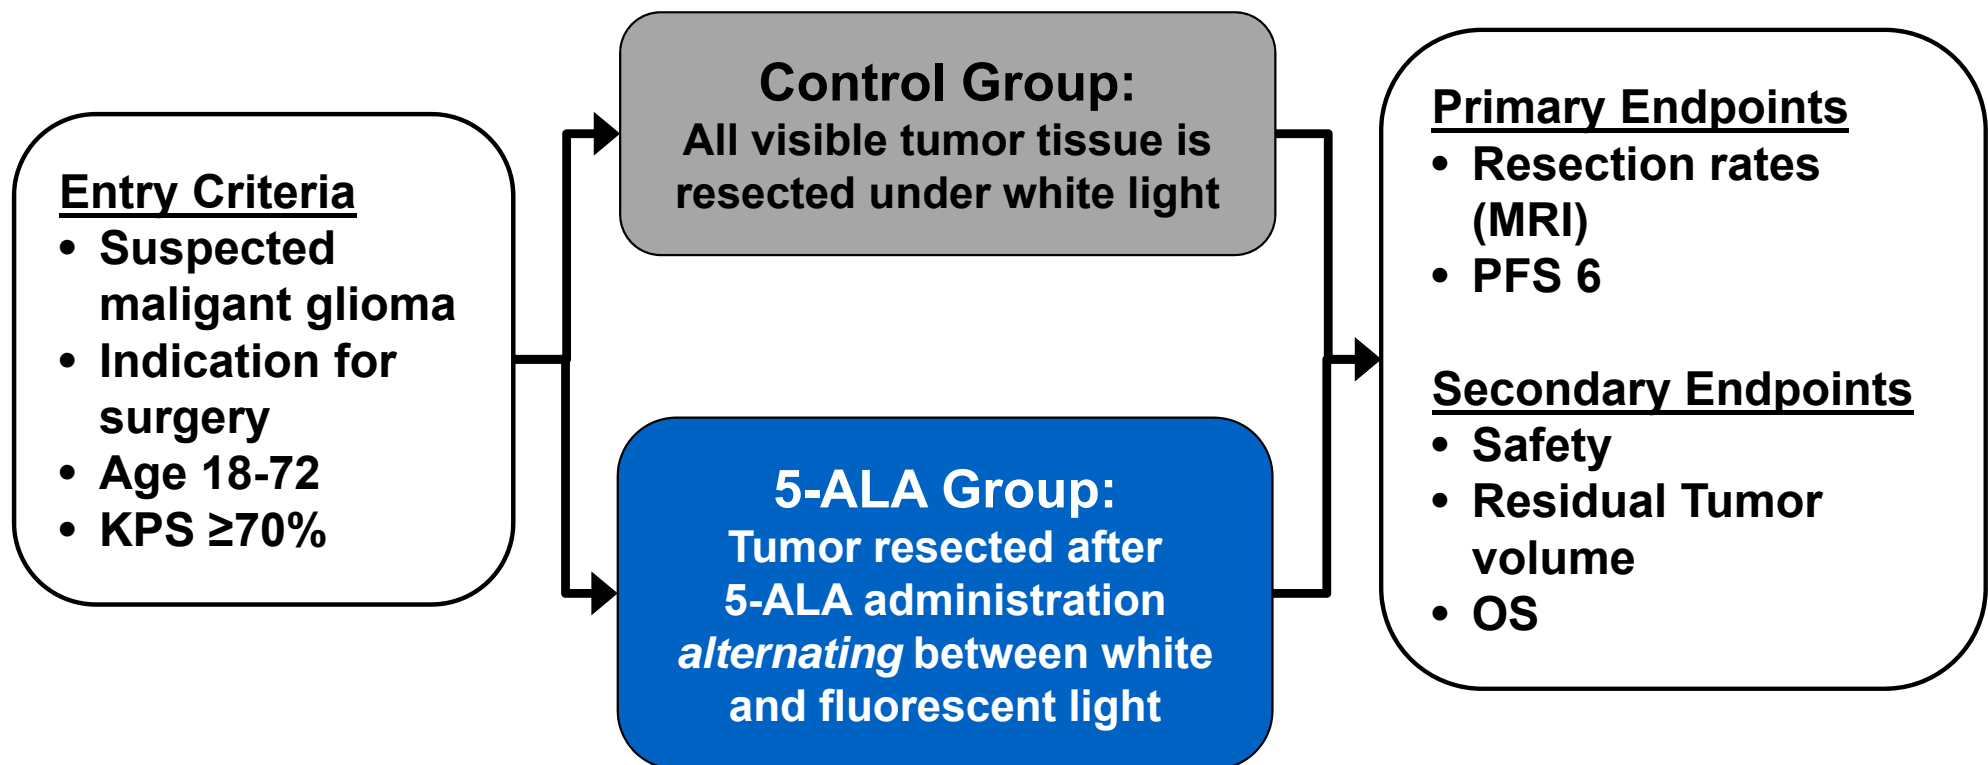 Entry Criteria
• Suspected
maligant glioma
• Indication for
surgery
• Age 18-72
• KPS ≥70%
Control Group:
All visible tumor tissue is
resected under white light
5-ALA Group:
Tumor resected after
5-ALA administration
alternating between white
and fluorescent light
Primary Endpoints
• Resection rates
(MRI)
• PFS 6
Secondary Endpoints
• Safety
• Residual Tumor
volume
• OS